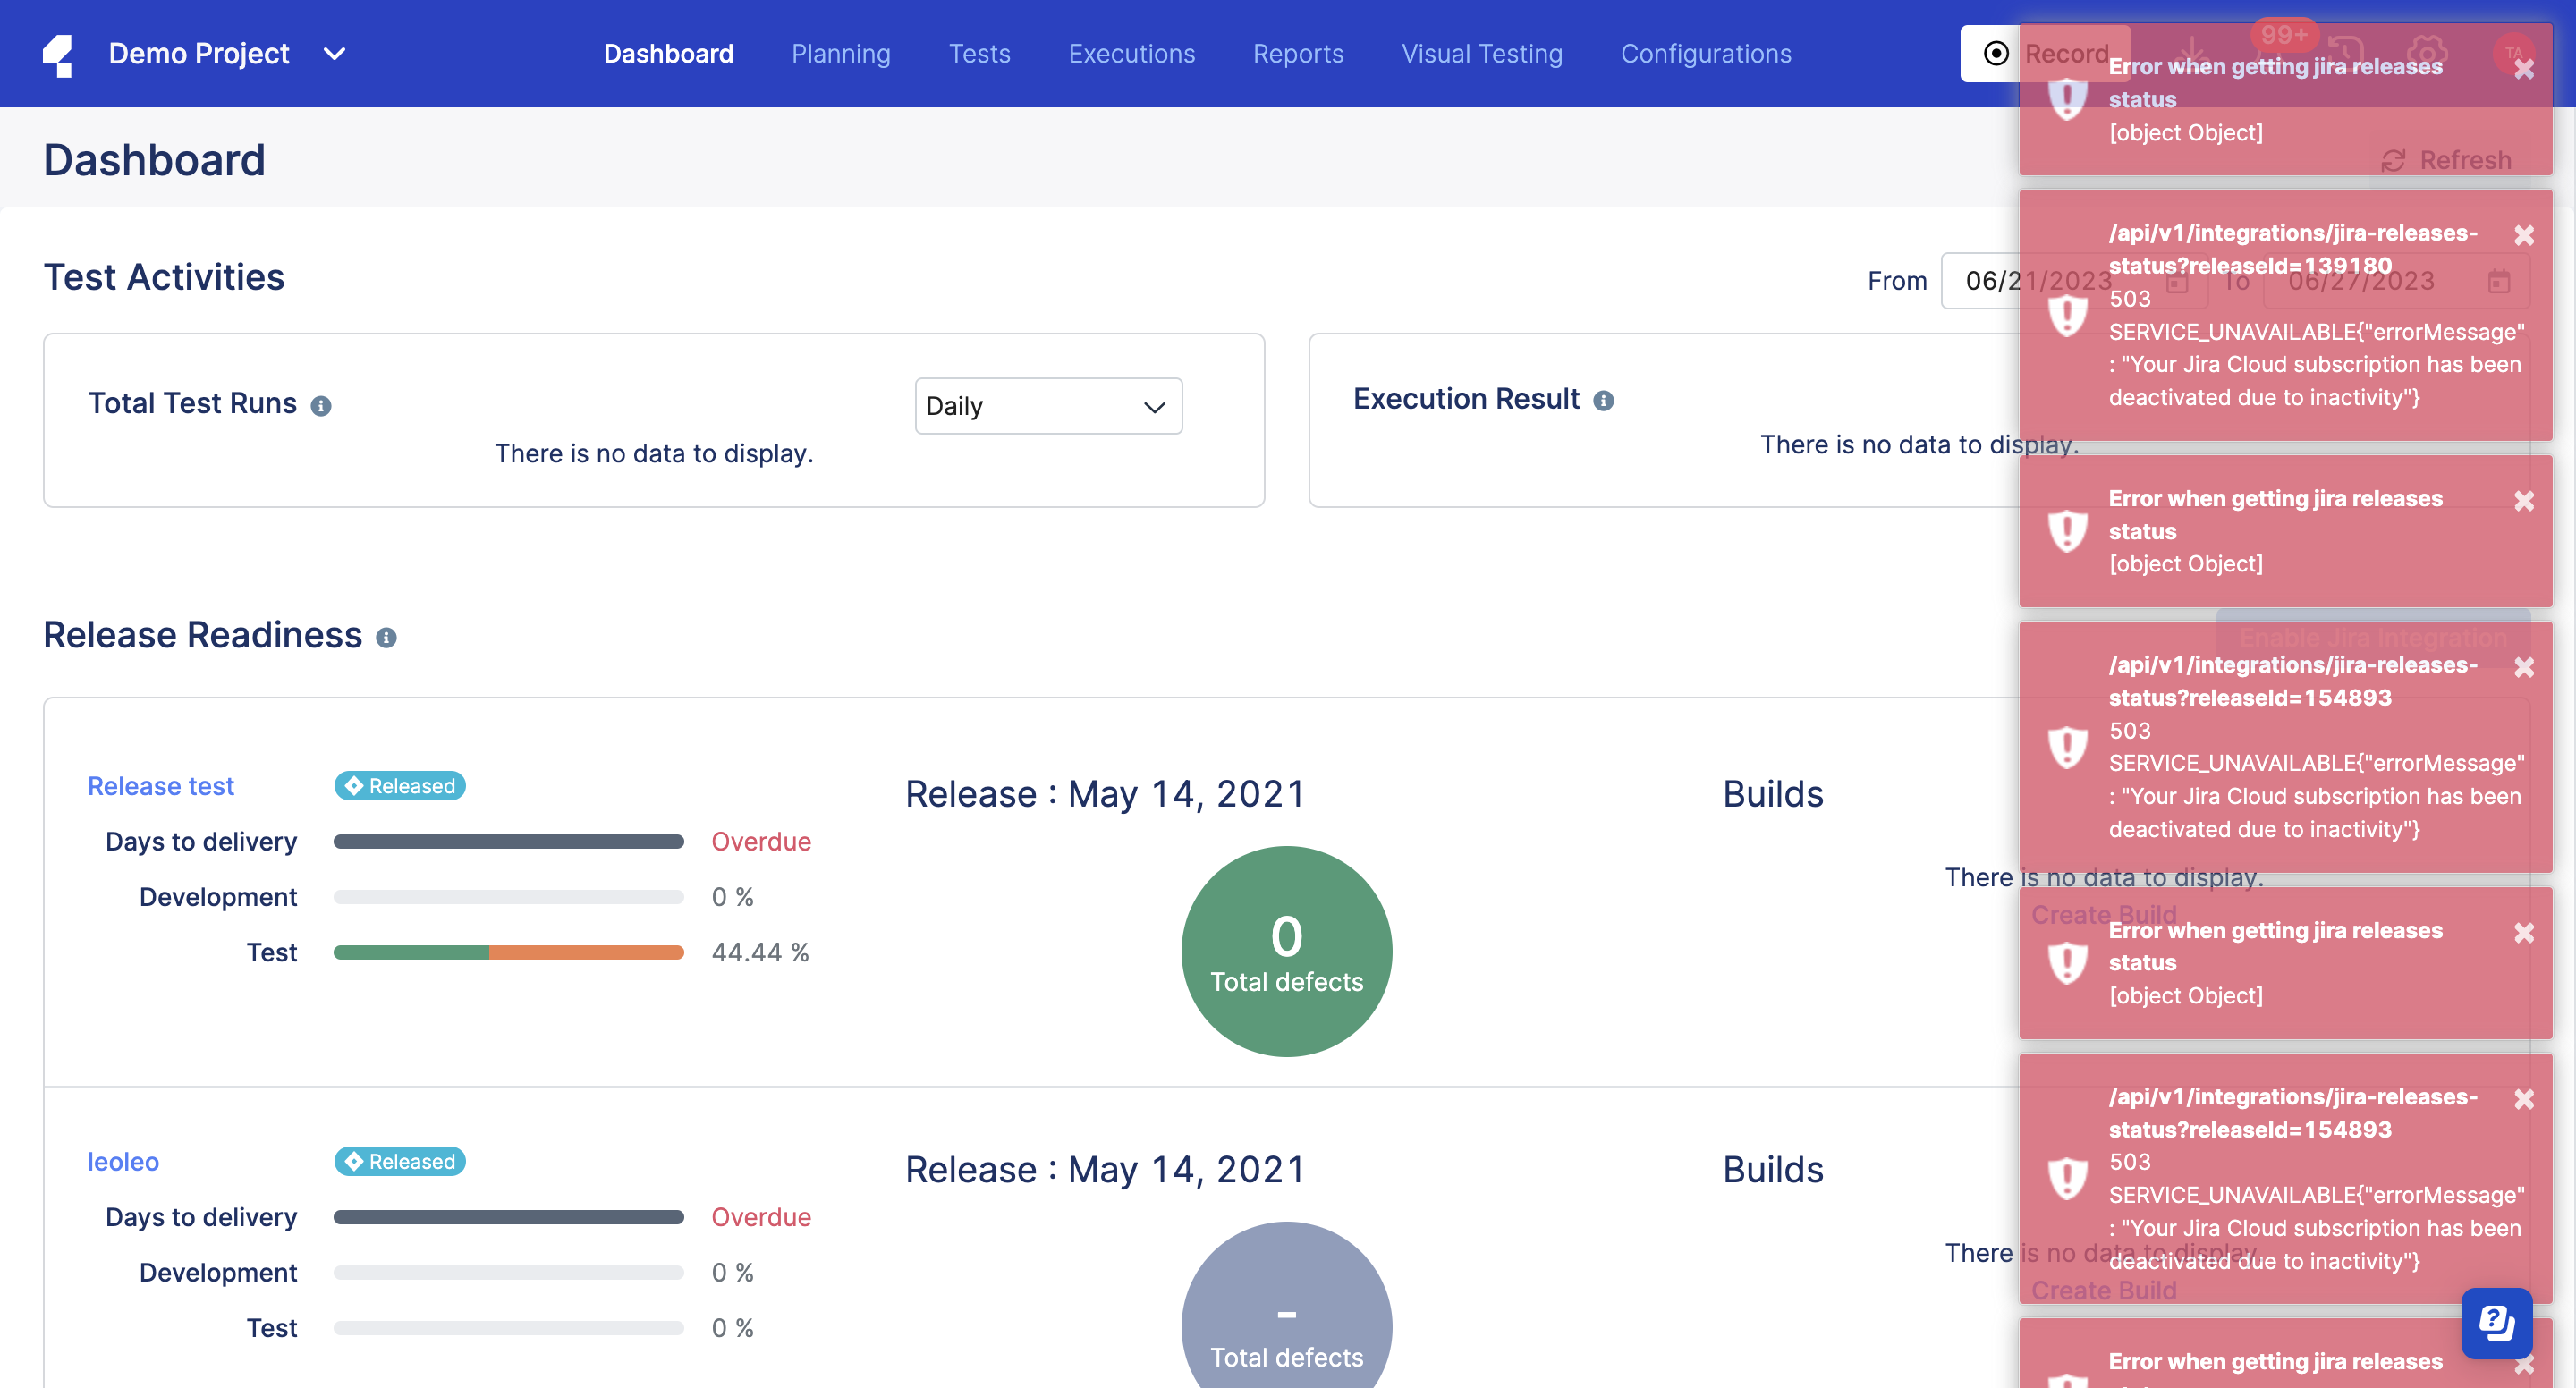 Demo Project
Dashboard
Planning
Tests
Executions
Reports
Visual Testing
Configurations
Record
99+
TA
Dashboard
Refresh
Test Activities
From
06/21/2023
To
06/27/2023
Total Test Runs
Daily
There is no data to display.
Execution Result
There is no data to display.
Release Readiness
Enable Jira Integration
Release test
Released
Days to delivery
Overdue
Development
0 %
Test
44.44 %
Release : May 14, 2021
0
Total defects
Builds
There is no data to display.
Create Build
leoleo
Released
Days to delivery
Overdue
Development
0 %
Test
0 %
Release : May 14, 2021
-
Total defects
Builds
There is no data to display.
Create Build
Error when getting jira releases
status
[object Object]
/api/v1/integrations/jira-releases-
status?releaseId=139180
503
SERVICE_UNAVAILABLE{"errorMessage"
: "Your Jira Cloud subscription has been
deactivated due to inactivity"}
Error when getting jira releases
status
[object Object]
/api/v1/integrations/jira-releases-
status?releaseId=154893
503
SERVICE_UNAVAILABLE{"errorMessage"
: "Your Jira Cloud subscription has been
deactivated due to inactivity"}
Error when getting jira releases
status
[object Object]
/api/v1/integrations/jira-releases-
status?releaseId=154893
503
SERVICE_UNAVAILABLE{"errorMessage"
: "Your Jira Cloud subscription has been
deactivated due to inactivity"}
Error when getting jira releases